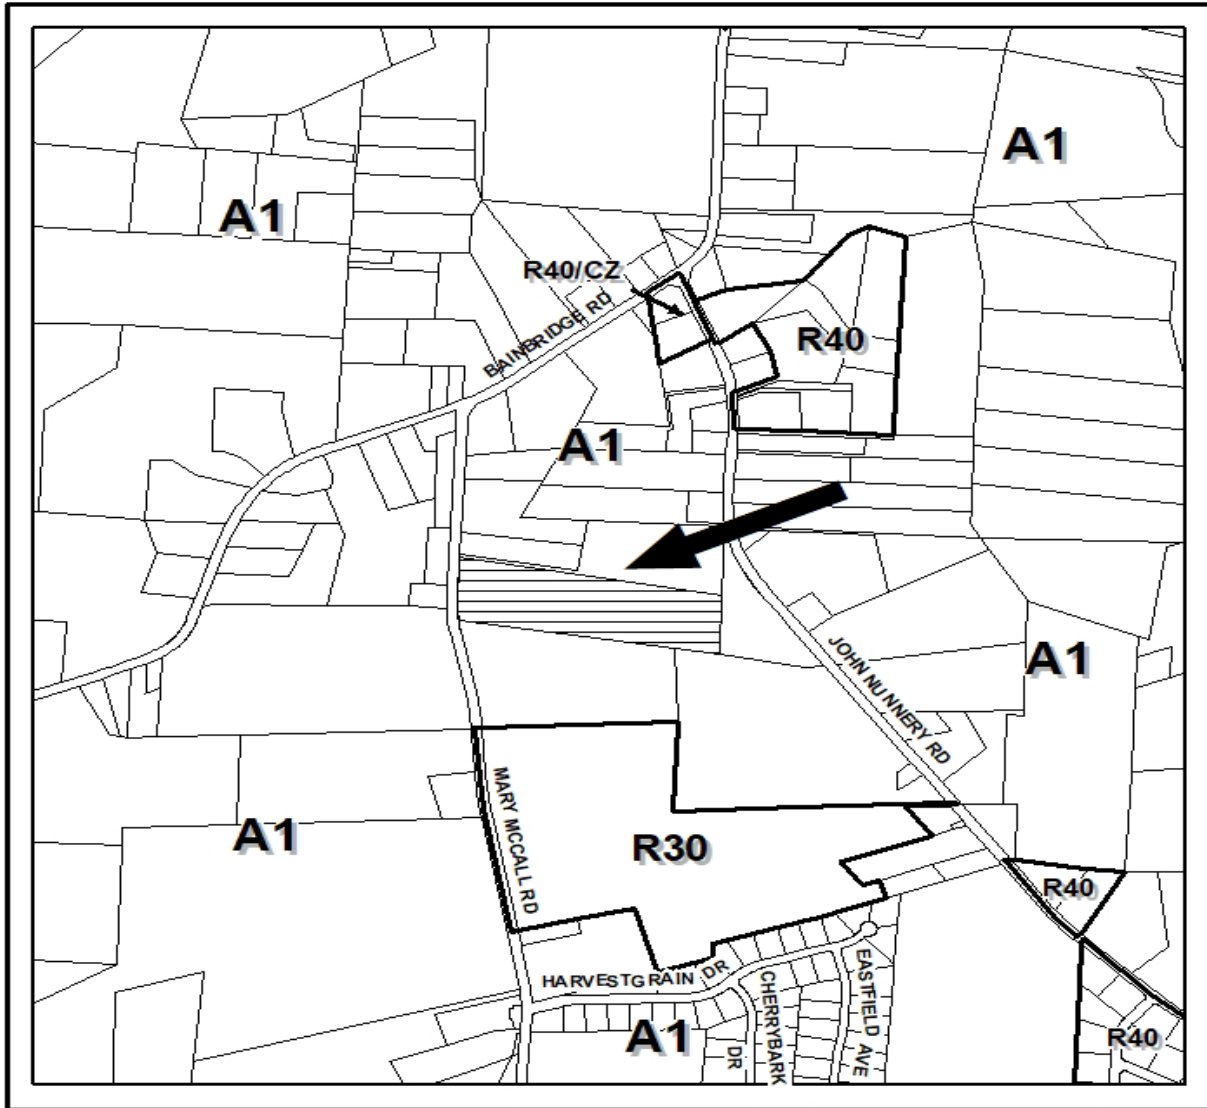 A1
A1
R40/CZ
BAINBRIDGE RD
R40
A1
JOHN NUNNERY RD
A1
MARY MCCALL RD
A1
R30
R40
HARVESTGRAIN DR
CHERRYBARK DR
EASTFIELD AVE
A1
R40